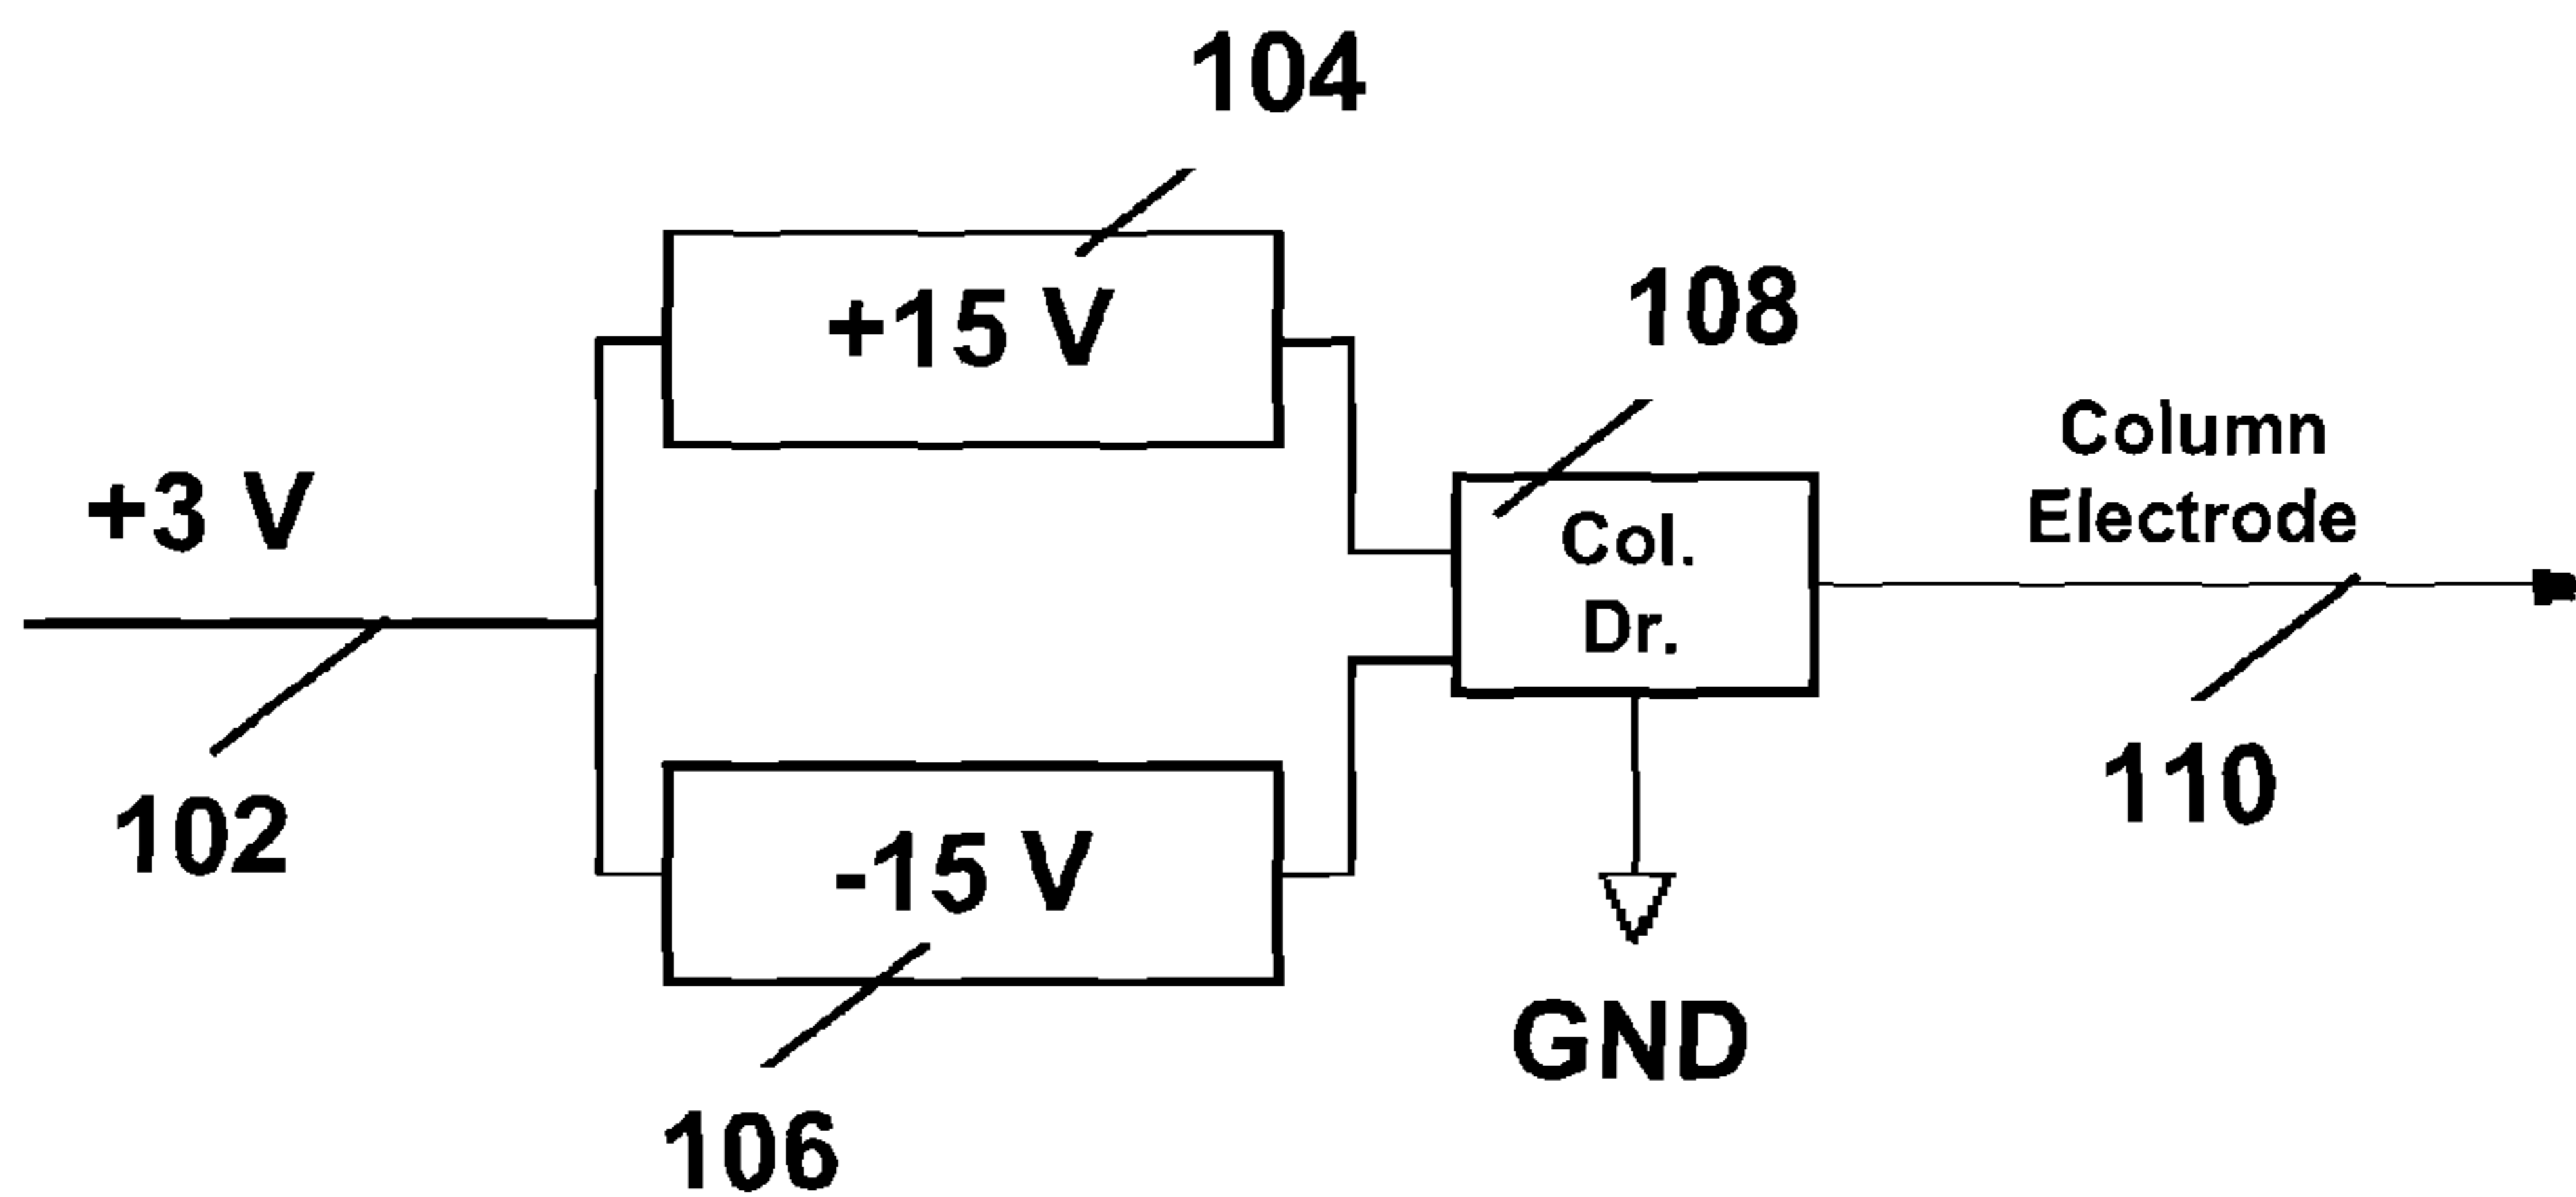 104
+15 V
108
+3 V
Column
Electrode
Col.
Dr.
102
110
-15 V
GND
106